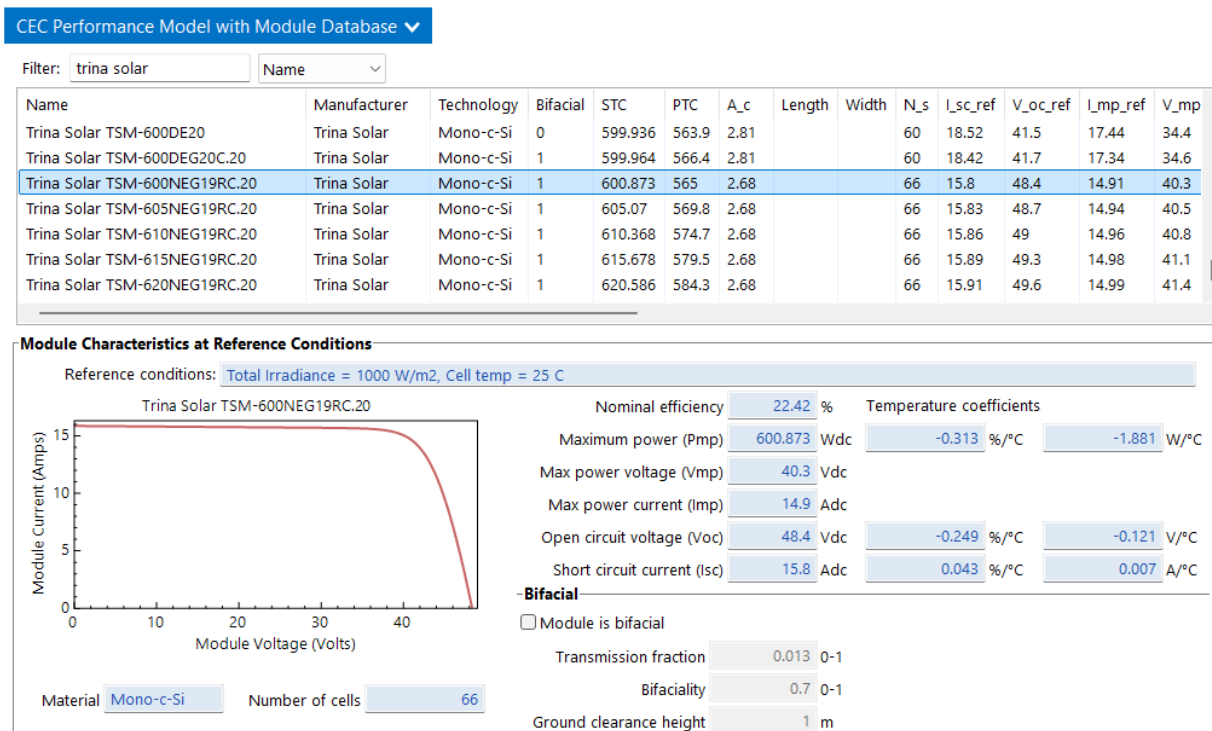 CEC Performance Model with Module Database
Filter: trina solar Name
Name Manufacturer Technology Bifacial STC PTC A_c Length Width N_s I_sc_ref V_oc_ref I_mp_ref V_mp
Trina Solar TSM-600DE20 Trina Solar Mono-c-Si 0 599.936 563.9 2.81 60 18.52 41.5 17.44 34.4
Trina Solar TSM-600DEG20C.20 Trina Solar Mono-c-Si 1 599.964 566.4 2.81 60 18.42 41.7 17.34 34.6
Trina Solar TSM-600NEG19RC.20 Trina Solar Mono-c-Si 1 600.873 565 2.68 66 15.8 48.4 14.91 40.3
Trina Solar TSM-605NEG19RC.20 Trina Solar Mono-c-Si 1 605.07 569.8 2.68 66 15.83 48.7 14.94 40.5
Trina Solar TSM-610NEG19RC.20 Trina Solar Mono-c-Si 1 610.368 574.7 2.68 66 15.86 49 14.96 40.8
Trina Solar TSM-615NEG19RC.20 Trina Solar Mono-c-Si 1 615.678 579.5 2.68 66 15.89 49.3 14.98 41.1
Trina Solar TSM-620NEG19RC.20 Trina Solar Mono-c-Si 1 620.586 584.3 2.68 66 15.91 49.6 14.99 41.4
Module Characteristics at Reference Conditions
Reference conditions: Total Irradiance = 1000 W/m2, Cell temp = 25 C
Trina Solar TSM-600NEG19RC.20
Module Current (Amps)
15
10
5
0
0 10 20 30 40
Module Voltage (Volts)
Material Mono-c-Si Number of cells 66
Nominal efficiency 22.42 % Temperature coefficients
Maximum power (Pmp) 600.873 Wdc -0.313 %/°C -1.881 W/°C
Max power voltage (Vmp) 40.3 Vdc
Max power current (Imp) 14.9 Adc
Open circuit voltage (Voc) 48.4 Vdc -0.249 %/°C -0.121 V/°C
Short circuit current (Isc) 15.8 Adc 0.043 %/°C 0.007 A/°C
Bifacial
Module is bifacial
Transmission fraction 0.013 0-1
Bifaciality 0.7 0-1
Ground clearance height 1 m